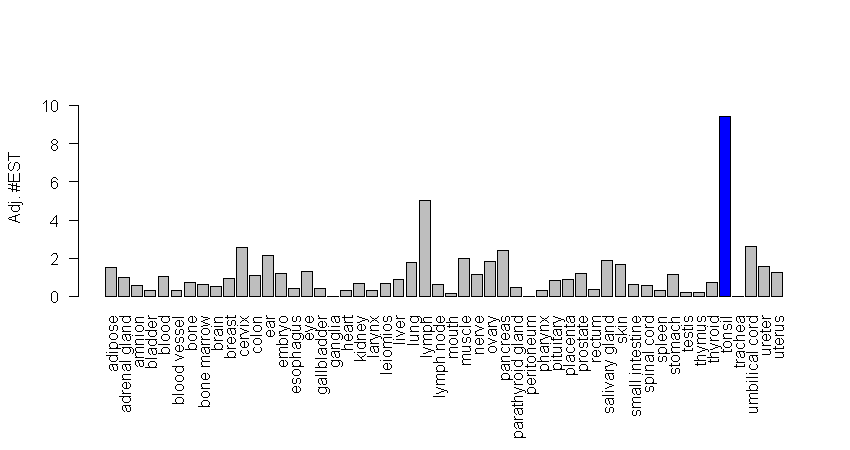 Adj. #EST
10
8
6
4
2
0
adipose
adrenal gland
amnion
bladder
blood
blood vessel
bone
bone marrow
brain
breast
cervix
colon
ear
embryo
esophagus
eye
gallbladder
ganglia
heart
kidney
larynx
leiomios
liver
lung
lymph
lymph node
mouth
muscle
nerve
ovary
pancreas
parathyroid gland
peritoneum
pharynx
pituitary
placenta
prostate
rectum
salivary gland
skin
small intestine
spinal cord
spleen
stomach
testis
thymus
thyroid
tonsil
trachea
umbilical cord
ureter
uterus